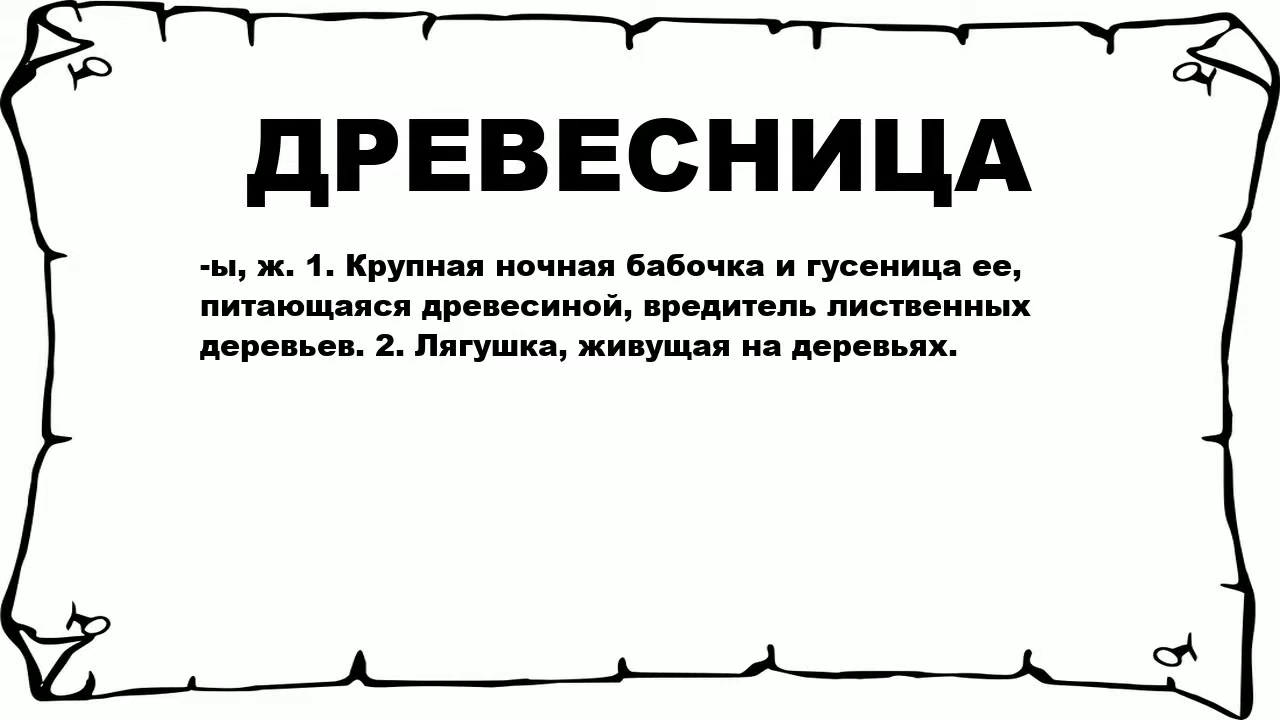 ДРЕВЕСНИЦА
-ы, ж. 1. Крупная ночная бабочка и гусеница ее,
питающаяся древесиной, вредитель лиственных
деревьев. 2. Лягушка, живущая на деревьях.